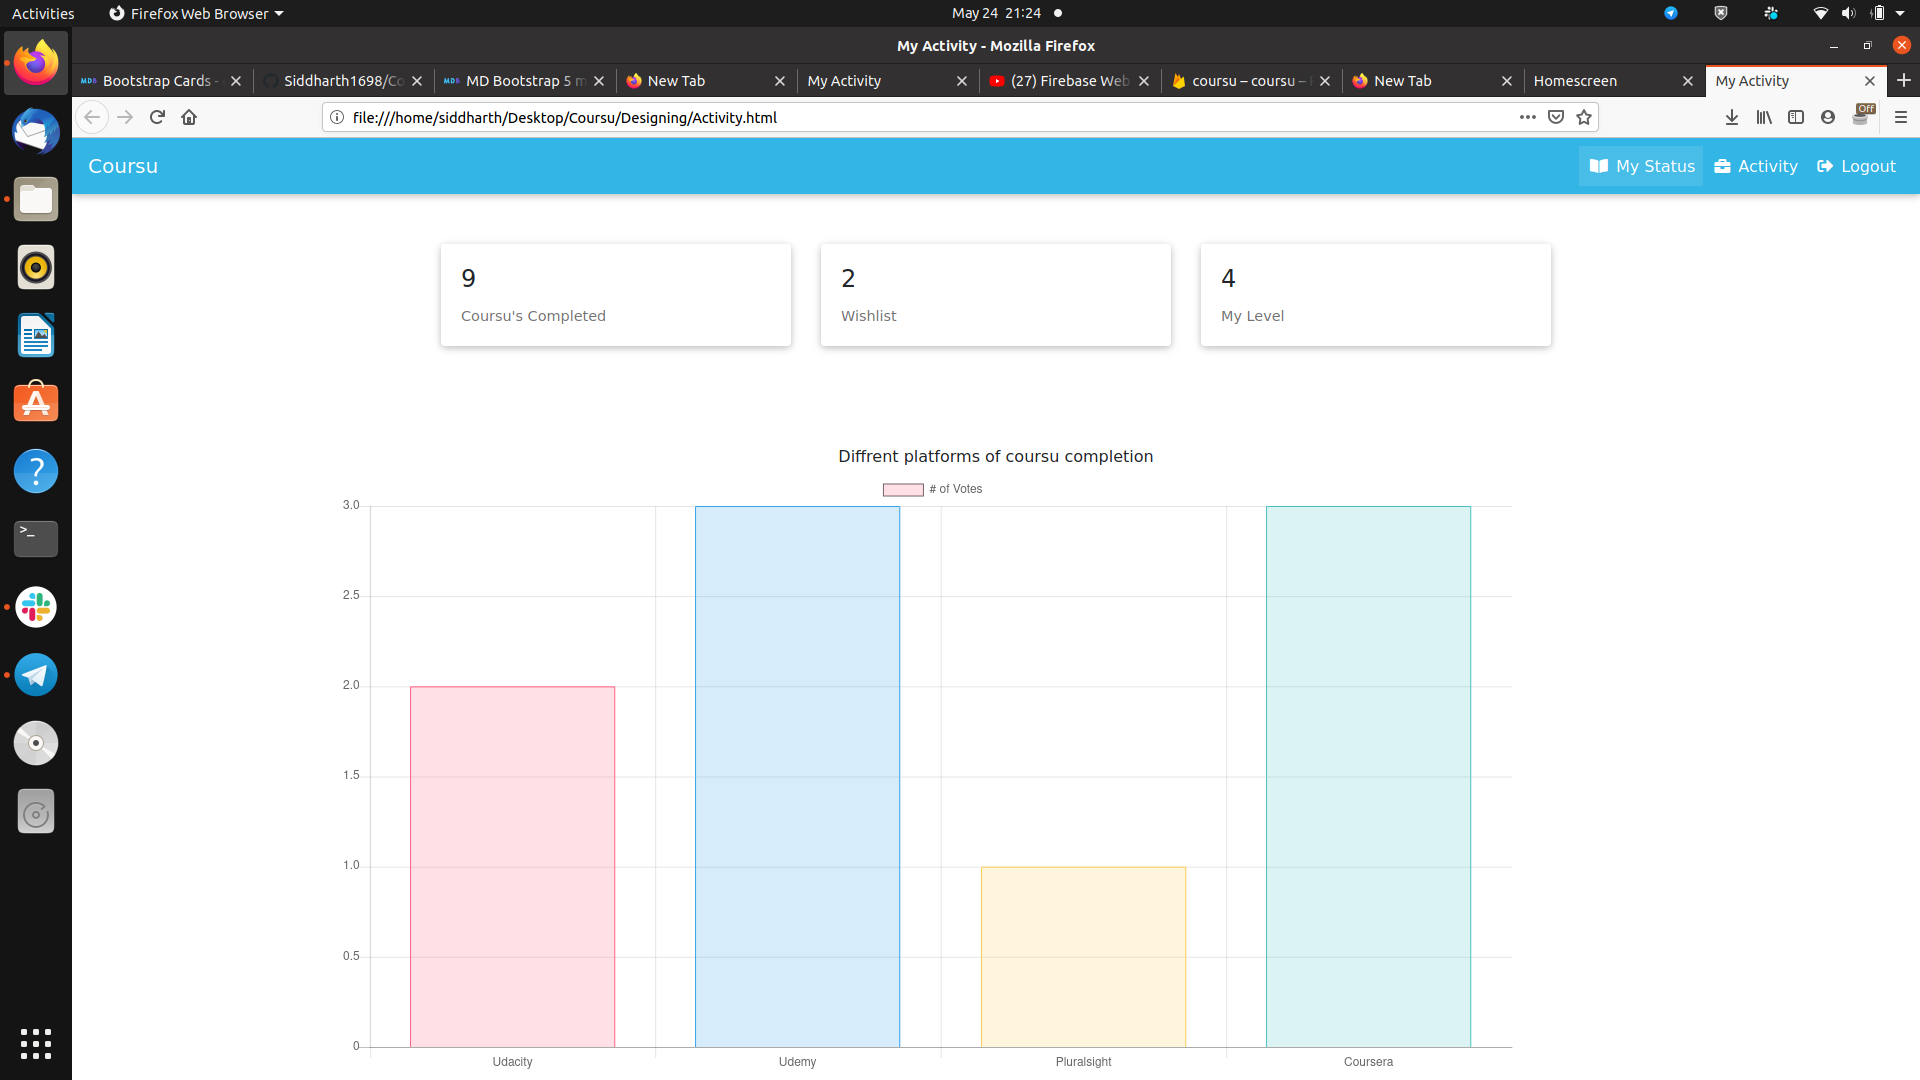 Activities Firefox Web Browser May 24 21:24
My Activity - Mozilla Firefox
MDB Bootstrap Cards - Siddharth1698/Co MDB MD Bootstrap 5 m New Tab My Activity (27) Firebase Web coursu – coursu – New Tab Homescreen My Activity
file:///home/siddharth/Desktop/Coursu/Designing/Activity.html Off
Coursu My Status Activity Logout
9 2 4
Coursu's Completed Wishlist My Level
Diffrent platforms of coursu completion
# of Votes
3.0
2.5
2.0
1.5
1.0
0.5
0
Udacity Udemy Pluralsight Coursera